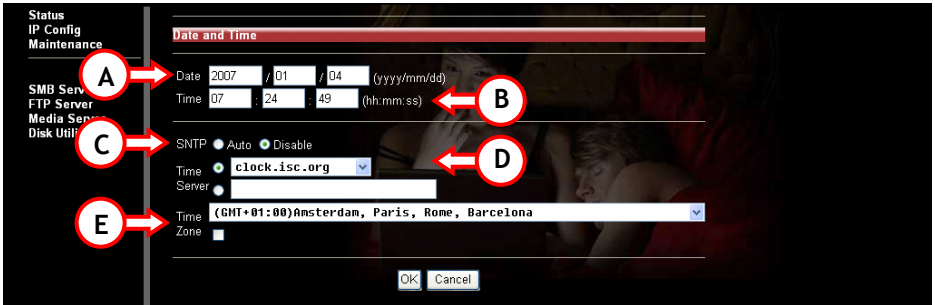 Status
IP Config
Maintenance
SMB Serv
FTP Server
Media Serve
Disk Utili
Date and Time
A
Date 2007 / 01 / 04 (yyyy/mm/dd)
Time 07 : 24 : 49 (hh:mm:ss)
B
C
SNTP Auto Disable
D
Time Server clock.isc.org
E
Time Zone (GMT+01:00)Amsterdam, Paris, Rome, Barcelona
OK Cancel